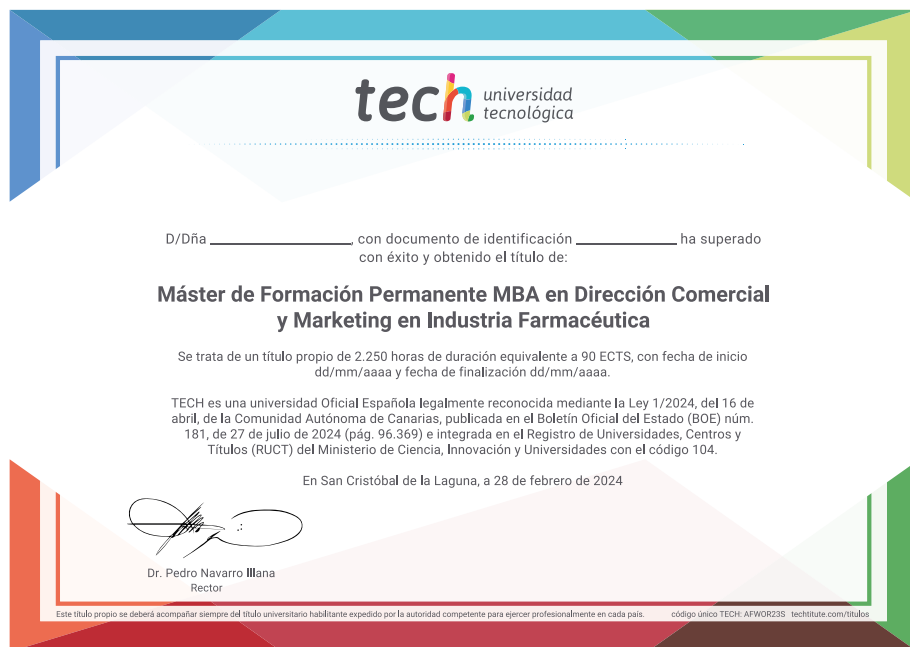 tech universidad
tecnológica
D/Dña ________________, con documento de identificación ____________ ha superado
con éxito y obtenido el título de:
Máster de Formación Permanente MBA en Dirección Comercial
y Marketing en Industria Farmacéutica
Se trata de un título propio de 2.250 horas de duración equivalente a 90 ECTS, con fecha de inicio
dd/mm/aaaa y fecha de finalización dd/mm/aaaa.
TECH es una universidad Oficial Española legalmente reconocida mediante la Ley 1/2024, del 16 de
abril, de la Comunidad Autónoma de Canarias, publicada en el Boletín Oficial del Estado (BOE) núm.
181, de 27 de julio de 2024 (pág. 96.369) e integrada en el Registro de Universidades, Centros y
Títulos (RUCT) del Ministerio de Ciencia, Innovación y Universidades con el código 104.
En San Cristóbal de la Laguna, a 28 de febrero de 2024
Dr. Pedro Navarro Illana
Rector
Este título propio se deberá acompañar siempre del título universitario habilitante expedido por la autoridad competente para ejercer profesionalmente en cada país. código único TECH: AFWOR23S techtitute.com/titulos